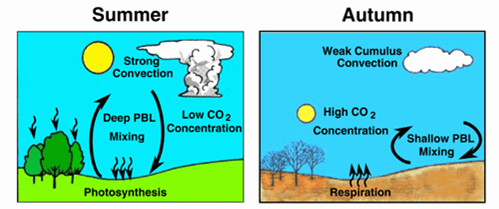 Summer
Strong
Convection
Deep PBL
Mixing
Low CO2
Concentration
Photosynthesis
Autumn
Weak Cumulus
Convection
High CO2
Concentration
Shallow PBL
Mixing
Respiration